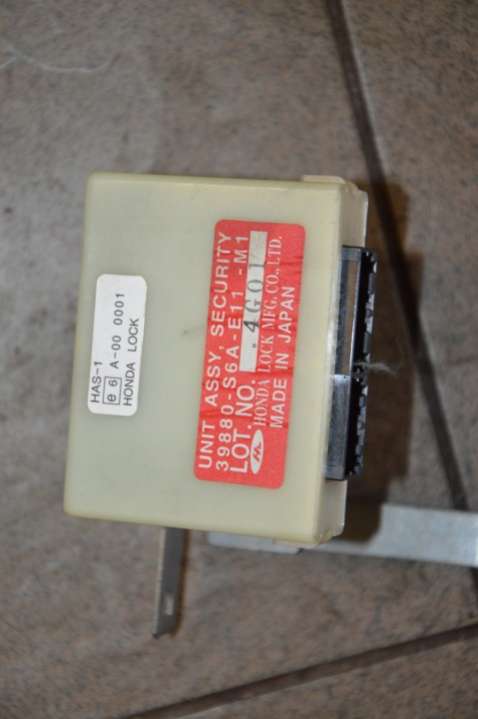 HAS-1
e 6 A-00 0001
HONDA LOCK
UNIT ASSY, SECURITY
39880-S6A-E11 -M1
LOT. NO. . 4G01
HONDA LOCK MFG. CO., LTD.
MADE IN JAPAN